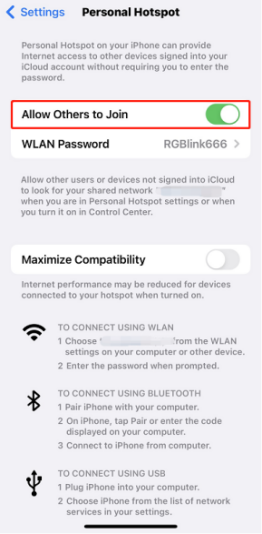 Settings Personal Hotspot
Personal Hotspot on your iPhone can provide
Internet access to other devices signed into your
iCloud account without requiring you to enter the
password.
Allow Others to Join
WLAN Password RGBlink666
Allow other users or devices not signed into iCloud
to look for your shared network " "
when you are in Personal Hotspot settings or when
you turn it on in Control Center.
Maximize Compatibility
Internet performance may be reduced for devices
connected to your hotspot when turned on.
TO CONNECT USING WLAN
1 Choose " from the WLAN
settings on your computer or other device.
2 Enter the password when prompted.
TO CONNECT USING BLUETOOTH
1 Pair iPhone with your computer.
2 On iPhone, tap Pair or enter the code
displayed on your computer.
3 Connect to iPhone from computer.
TO CONNECT USING USB
1 Plug iPhone into your computer.
2 Choose iPhone from the list of network
services in your settings.